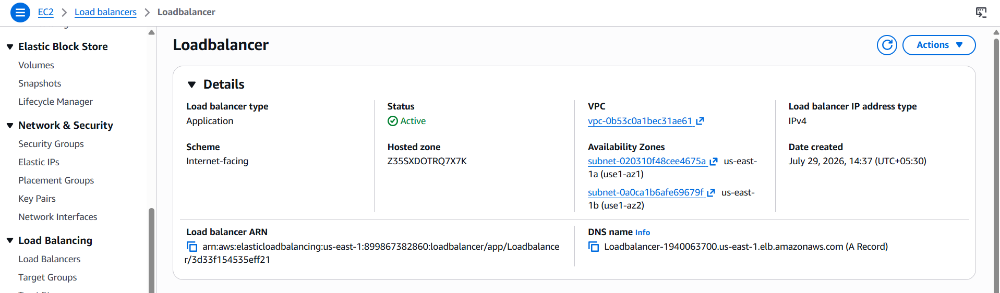 EC2 > Load balancers > Loadbalancer
Elastic Block Store
Volumes
Snapshots
Lifecycle Manager
Network & Security
Security Groups
Elastic IPs
Placement Groups
Key Pairs
Network Interfaces
Load Balancing
Load Balancers
Target Groups
Loadbalancer
Actions
Details
Load balancer type
Application
Status
Active
VPC
vpc-0b53c0a1bec31ae61
Load balancer IP address type
IPv4
Scheme
Internet-facing
Hosted zone
Z35SXDOTRQ7X7K
Availability Zones
subnet-020310f48cee4675a us-east-
1a (use1-az1)
subnet-0a0ca1b6afe69679f us-east-
1b (use1-az2)
Date created
July 29, 2026, 14:37 (UTC+05:30)
Load balancer ARN
arn:aws:elasticloadbalancing:us-east-1:899867382860:loadbalancer/app/Loadbalance
r/3d33f154535eff21
DNS name Info
Loadbalancer-1940063700.us-east-1.elb.amazonaws.com (A Record)